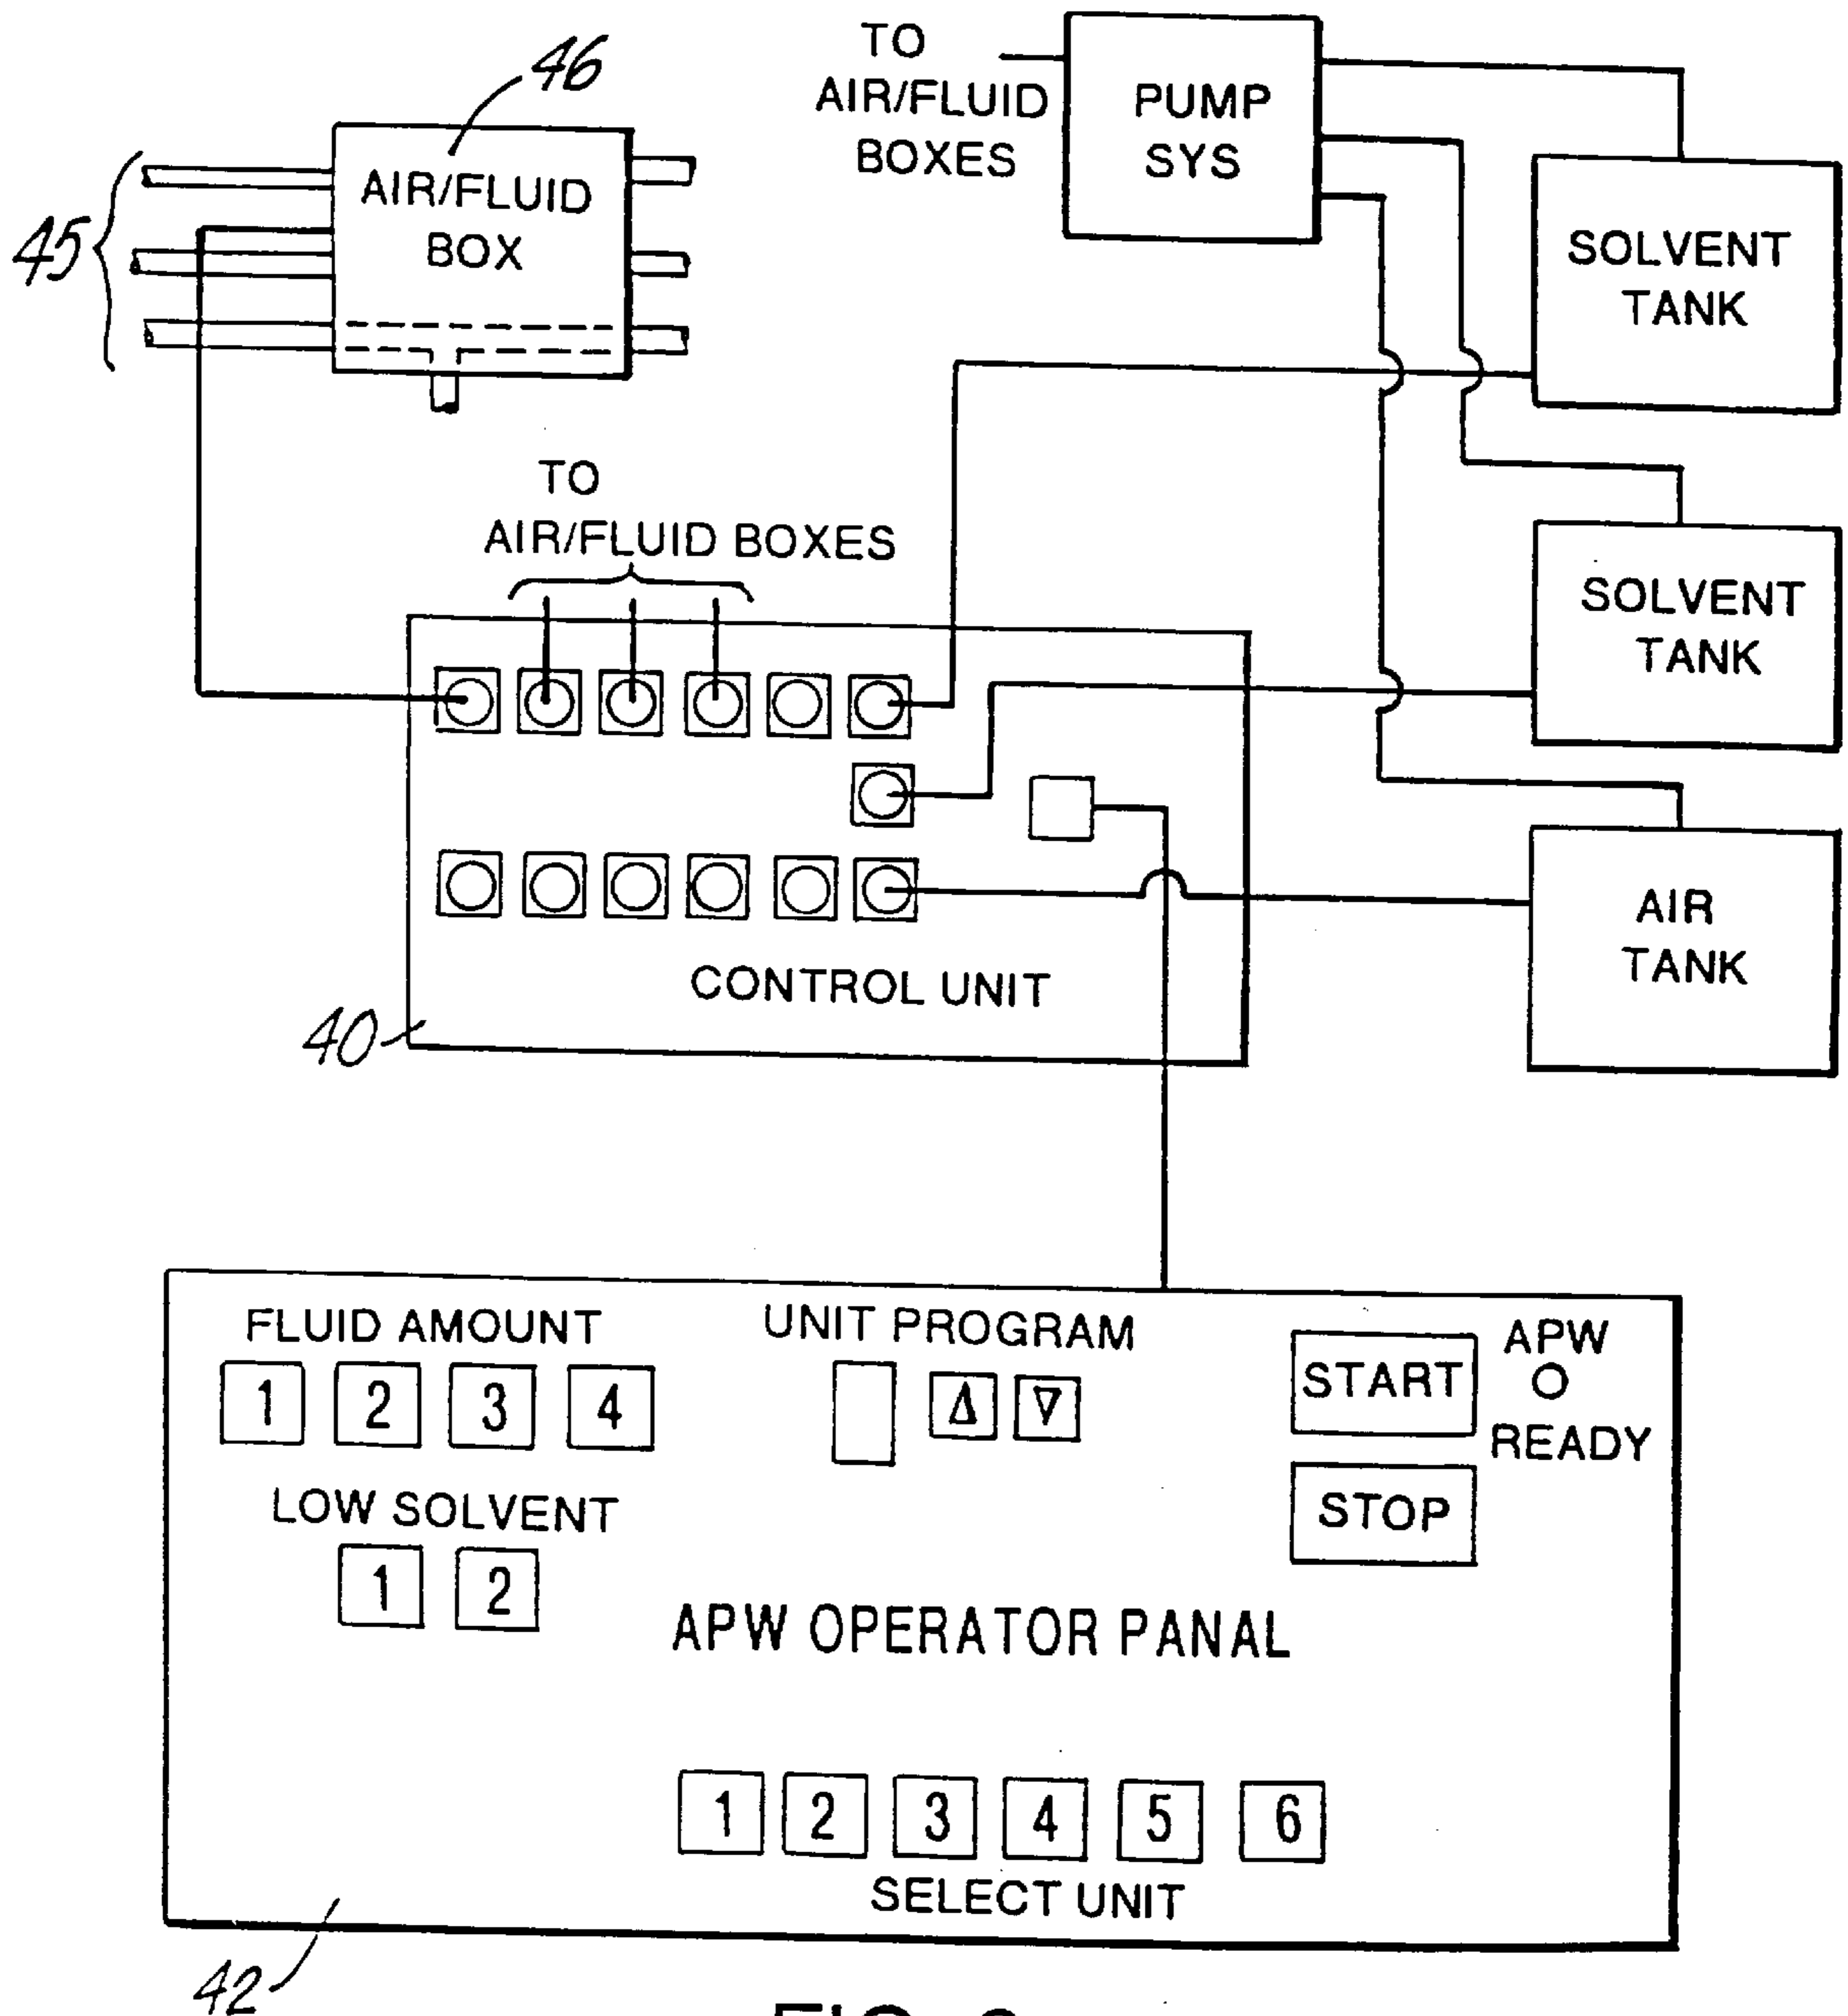 46
45
AIR/FLUID
BOX
TO
AIR/FLUID
BOXES
PUMP
SYS
SOLVENT
TANK
TO
AIR/FLUID BOXES
SOLVENT
TANK
AIR
TANK
CONTROL UNIT
40
FLUID AMOUNT
1 2 3 4
UNIT PROGRAM
START
APW
READY
STOP
LOW SOLVENT
1 2
APW OPERATOR PANAL
1 2 3 4 5 6
SELECT UNIT
42